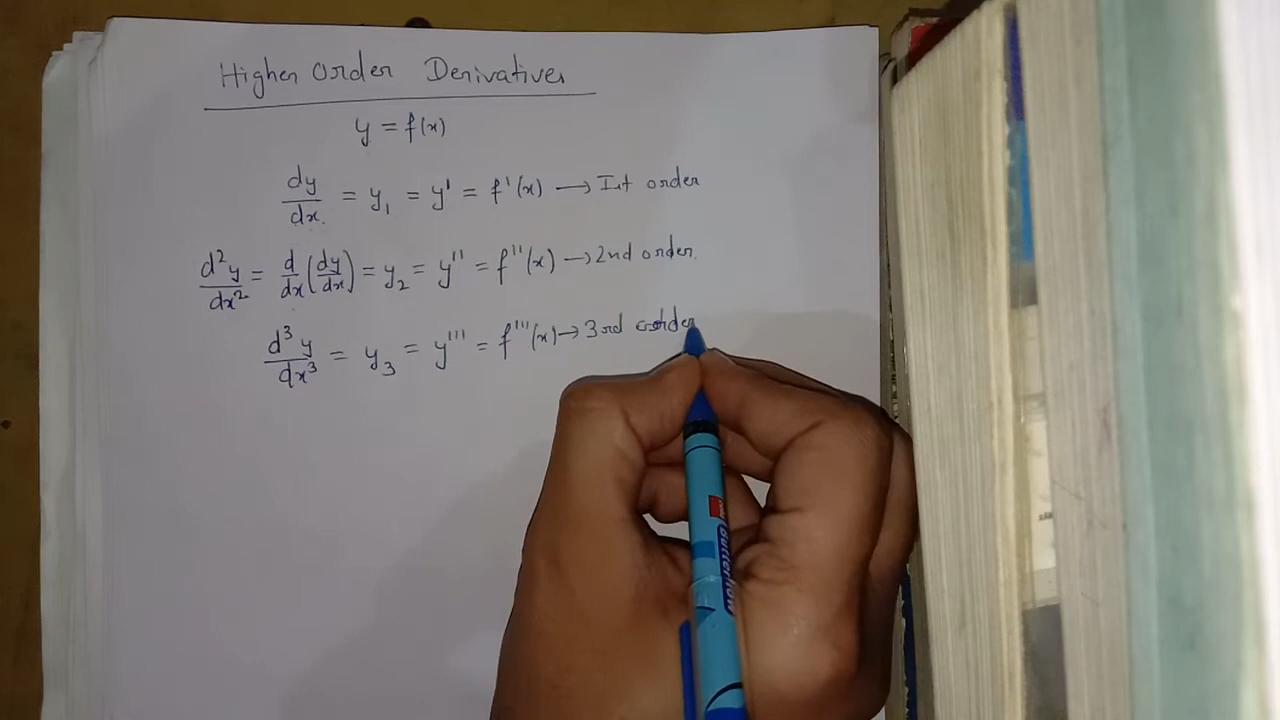 Higher Order Derivatives
y = f(x)
dy/dx = y₁ = y' = f'(x) → Ist order
d²y/dx² = d/dx (dy/dx) = y₂ = y'' = f''(x) → 2nd order.
d³y/dx³ = y₃ = y''' = f'''(x) → 3rd order
Butterflow